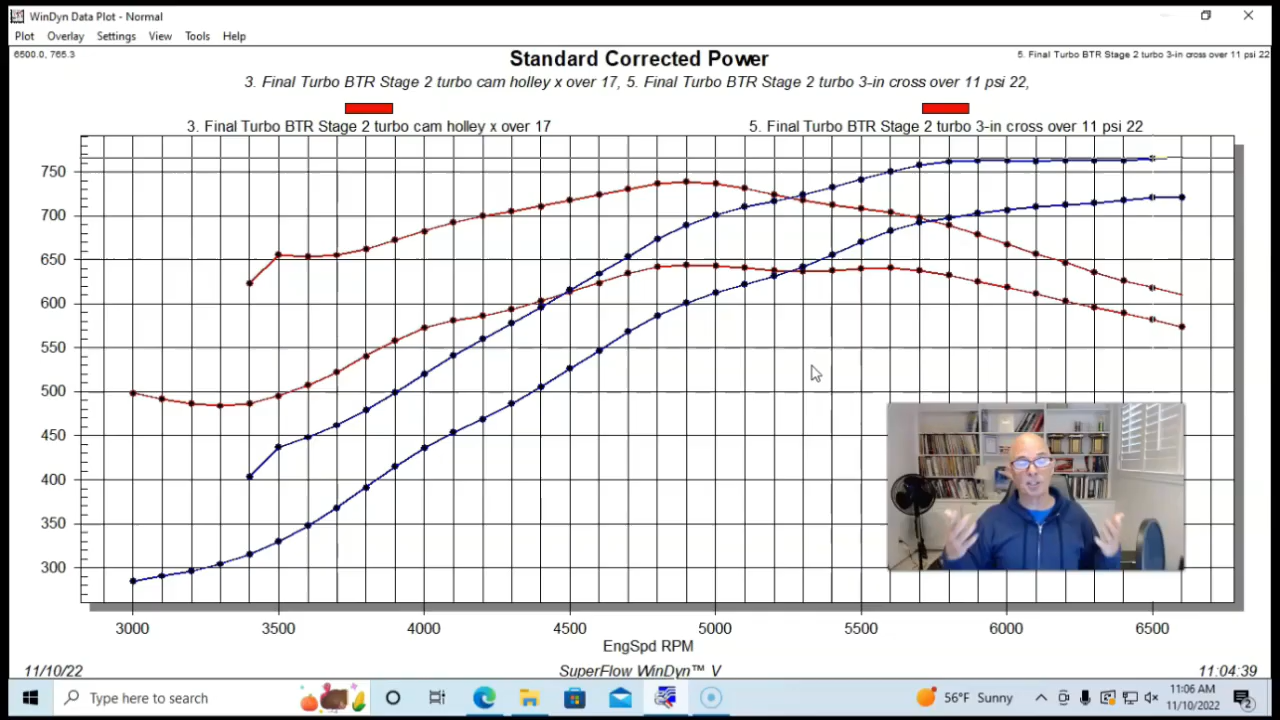 WinDyn Data Plot - Normal
Plot Overlay Settings View Tools Help
6500.0, 765.3
5. Final Turbo BTR Stage 2 turbo 3-in cross over 11 psi 22
Standard Corrected Power
3. Final Turbo BTR Stage 2 turbo cam holley x over 17, 5. Final Turbo BTR Stage 2 turbo 3-in cross over 11 psi 22,
3. Final Turbo BTR Stage 2 turbo cam holley x over 17
5. Final Turbo BTR Stage 2 turbo 3-in cross over 11 psi 22
750
700
650
600
550
500
450
400
350
300
3000 3500 4000 4500 5000 5500 6000 6500
EngSpd RPM
11/10/22
SuperFlow WinDyn™ V
11:04:39
Type here to search
56°F Sunny
11:06 AM
11/10/2022
2